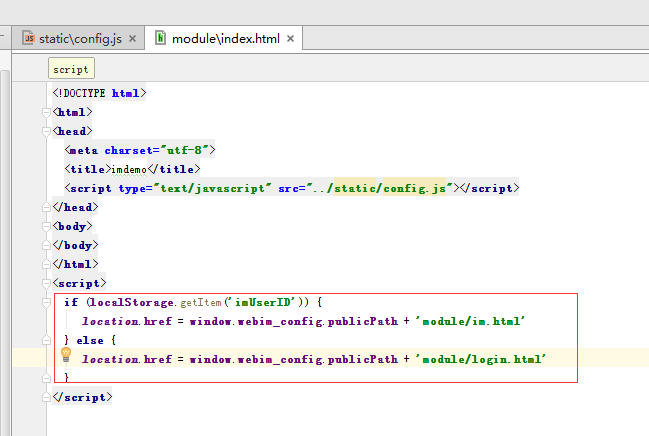 static\config.js
module\index.html
script
<!DOCTYPE html>
<html>
<head>
<meta charset="utf-8">
<title>imdemo</title>
<script type="text/javascript" src="../static/config.js"></script>
</head>
<body>
</body>
</html>
<script>
if (localStorage.getItem('imUserID')) {
location.href = window.webim_config.publicPath + 'module/im.html'
} else {
location.href = window.webim_config.publicPath + 'module/login.html'
}
</script>